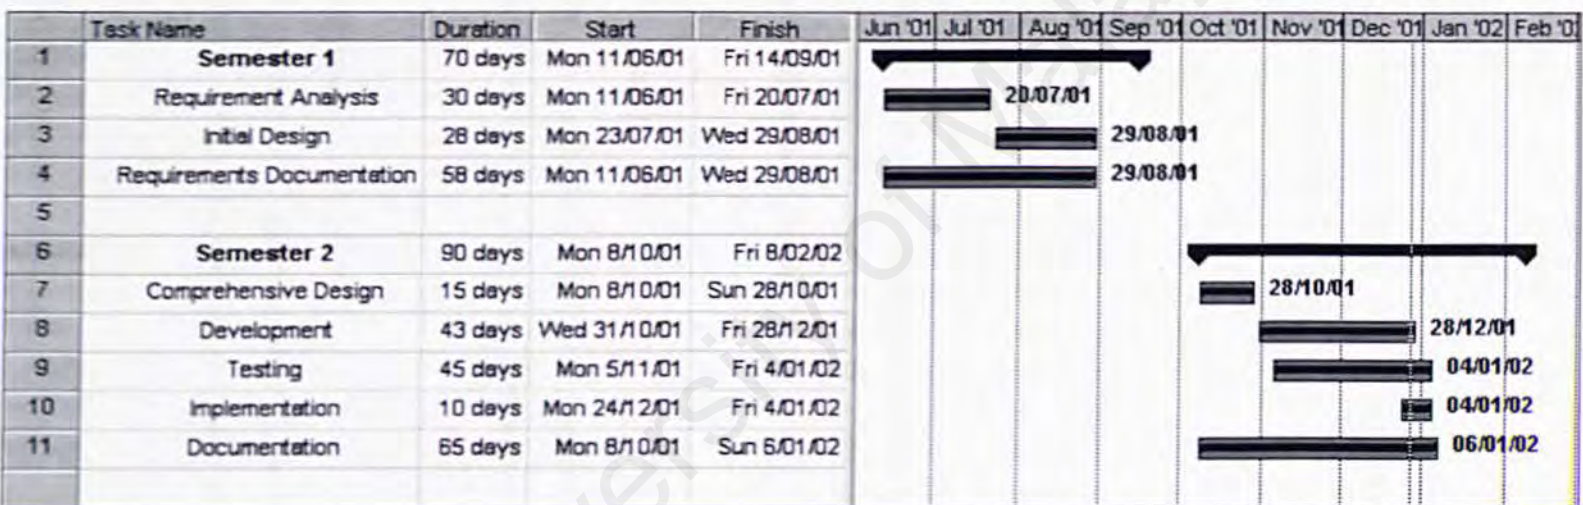 Task Name Duration Start Finish Jun '01 Jul '01 Aug '01 Sep '01 Oct '01 Nov '01 Dec '01 Jan '02 Feb '0
1 Semester 1 70 days Mon 11/06/01 Fri 14/09/01
2 Requirement Analysis 30 days Mon 11/06/01 Fri 20/07/01 20/07/01
3 Initial Design 28 days Mon 23/07/01 Wed 29/08/01 29/08/01
4 Requirements Documentation 58 days Mon 11/06/01 Wed 29/08/01 29/08/01
5
6 Semester 2 90 days Mon 8/10/01 Fri 8/02/02
7 Comprehensive Design 15 days Mon 8/10/01 Sun 28/10/01 28/10/01
8 Development 43 days Wed 31/10/01 Fri 28/12/01 28/12/01
9 Testing 45 days Mon 5/11/01 Fri 4/01/02 04/01/02
10 Implementation 10 days Mon 24/12/01 Fri 4/01/02 04/01/02
11 Documentation 65 days Mon 8/10/01 Sun 6/01/02 06/01/02